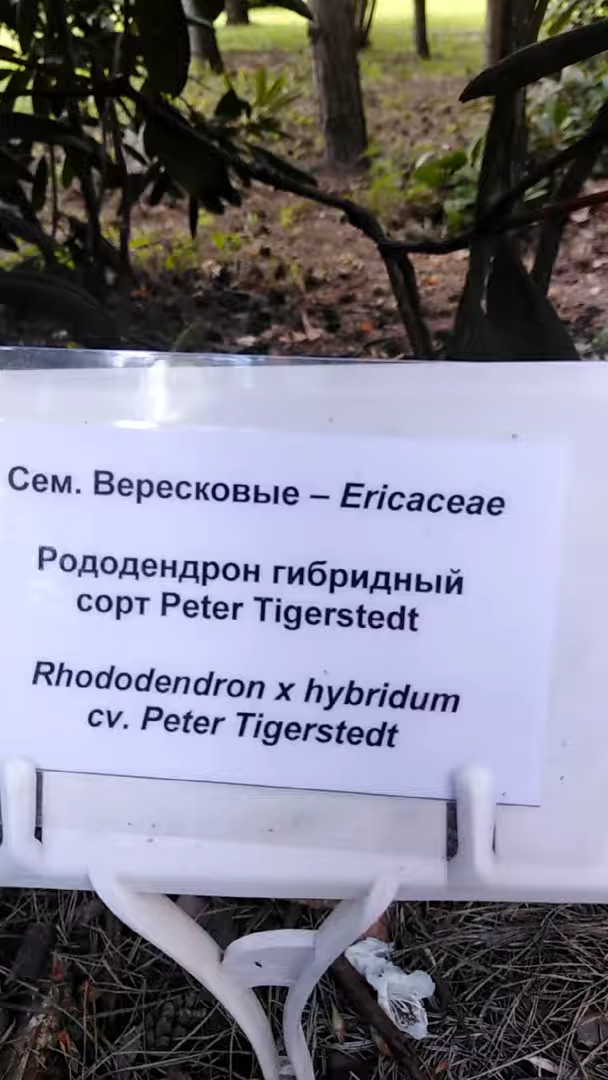 Сем. Вересковые – Ericaceae
Рододендрон гибридный
сорт Peter Tigerstedt
Rhododendron x hybridum
cv. Peter Tigerstedt